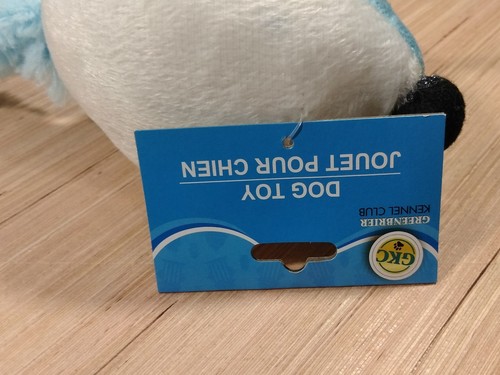 GKC
GREENBRIER
KENNEL CLUB
DOG TOY
JOUET POUR CHIEN